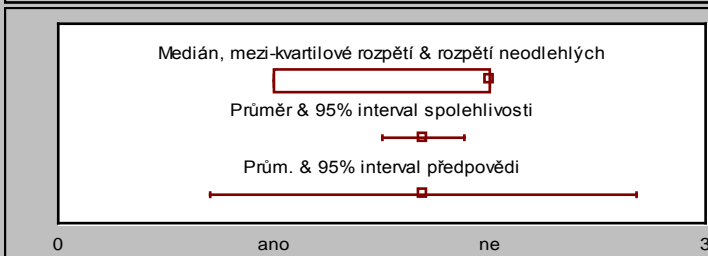 Medián, mezi-kvartilové rozpětí & rozpětí neodlehlých
Průměr & 95% interval spolehlivosti
Prům. & 95% interval předpovědi
0 ano ne 3